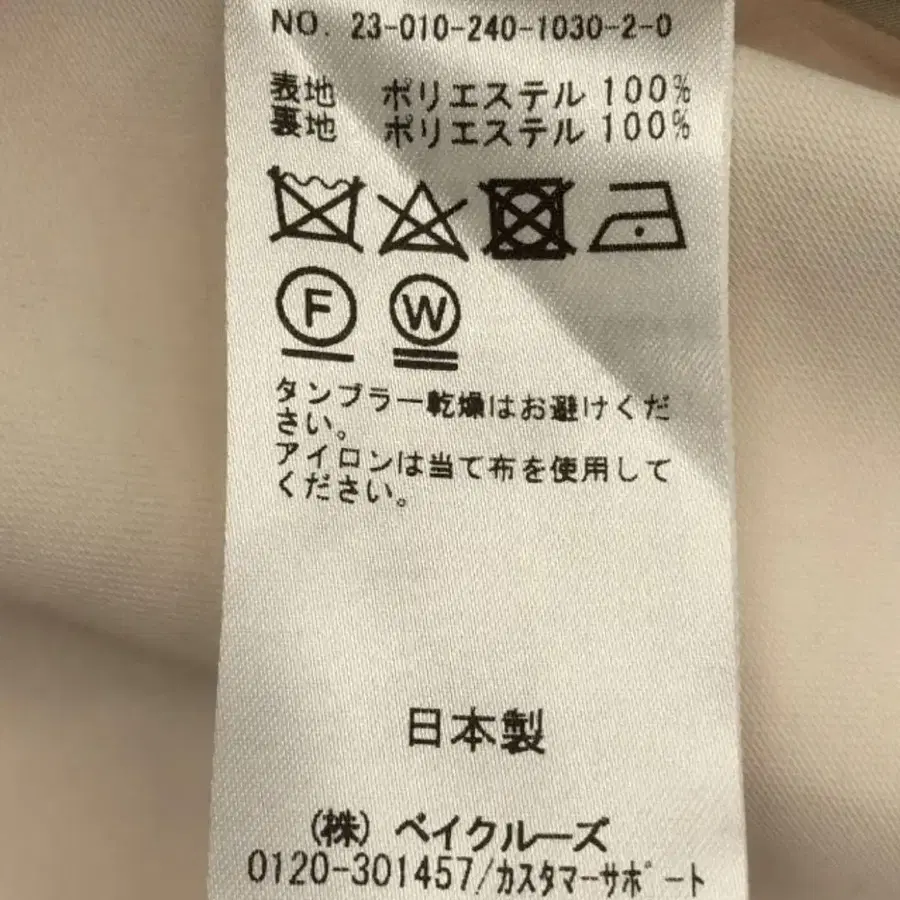 NO. 23-010-240-1030-2-0
表地 ポリエステル 100%
裏地 ポリエステル 100%
F W
タンブラー乾燥はお避けくだ
さい。
アイロンは当て布を使用して
ください。
日本製
(株) ベイクルーズ
0120-301457/カスタマーサポート